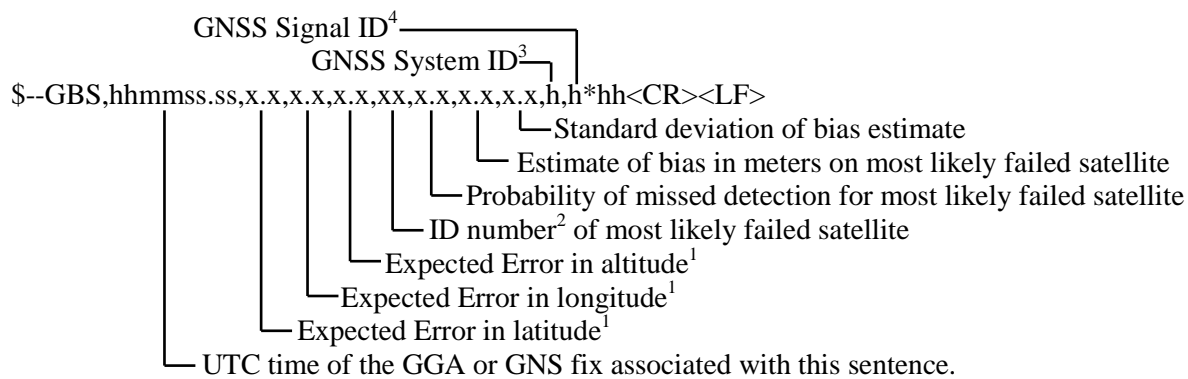 GNSS Signal ID⁴
GNSS System ID³
$--GBS,hhmmss.ss,x.x,x.x,x.x,xx,x.x,x.x,x.x,h,h*hh<CR><LF>
Standard deviation of bias estimate
Estimate of bias in meters on most likely failed satellite
Probability of missed detection for most likely failed satellite
ID number² of most likely failed satellite
Expected Error in altitude¹
Expected Error in longitude¹
Expected Error in latitude¹
UTC time of the GGA or GNS fix associated with this sentence.